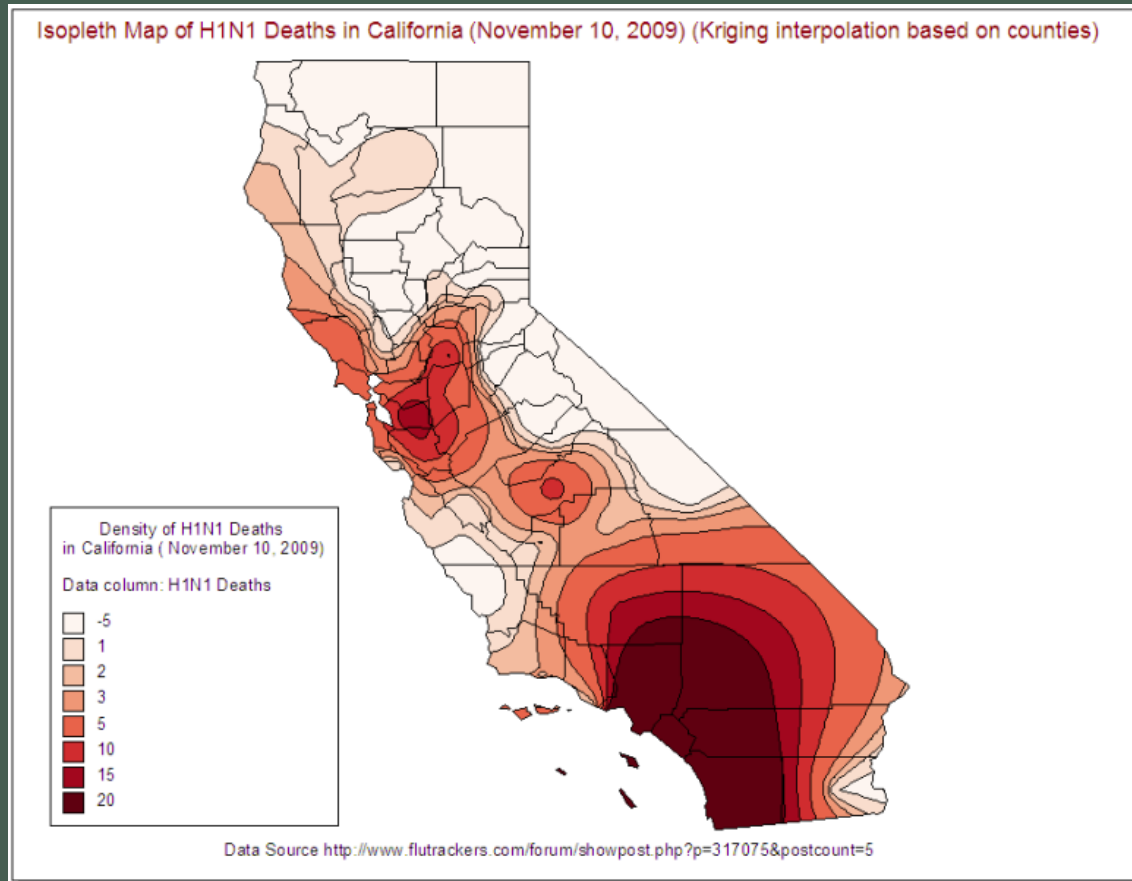 Isopleth Map of H1N1 Deaths in California (November 10, 2009) (Kriging interpolation based on counties)
Density of H1N1 Deaths
in California ( November 10, 2009)
Data column: H1N1 Deaths
-5
1
2
3
5
10
15
20
Data Source http://www.flutrackers.com/forum/showpost.php?p=317075&postcount=5